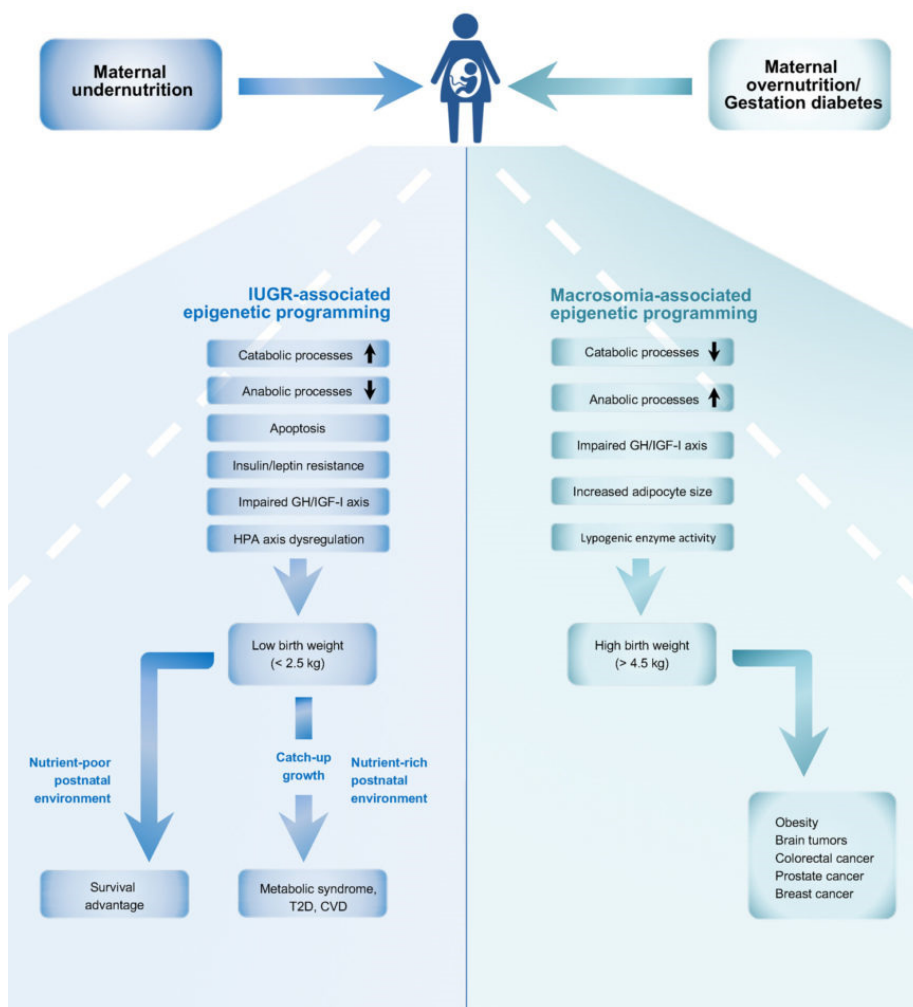 Maternal
undernutrition
Maternal
overnutrition/
Gestation diabetes
IUGR-associated
epigenetic programming
Catabolic processes
Anabolic processes
Apoptosis
Insulin/leptin resistance
Impaired GH/IGF-I axis
HPA axis dysregulation
Low birth weight
(< 2.5 kg)
Nutrient-poor
postnatal
environment
Catch-up
growth
Nutrient-rich
postnatal
environment
Survival
advantage
Metabolic syndrome,
T2D, CVD
Macrosomia-associated
epigenetic programming
Catabolic processes
Anabolic processes
Impaired GH/IGF-I axis
Increased adipocyte size
Lypogenic enzyme activity
High birth weight
(> 4.5 kg)
Obesity
Brain tumors
Colorectal cancer
Prostate cancer
Breast cancer